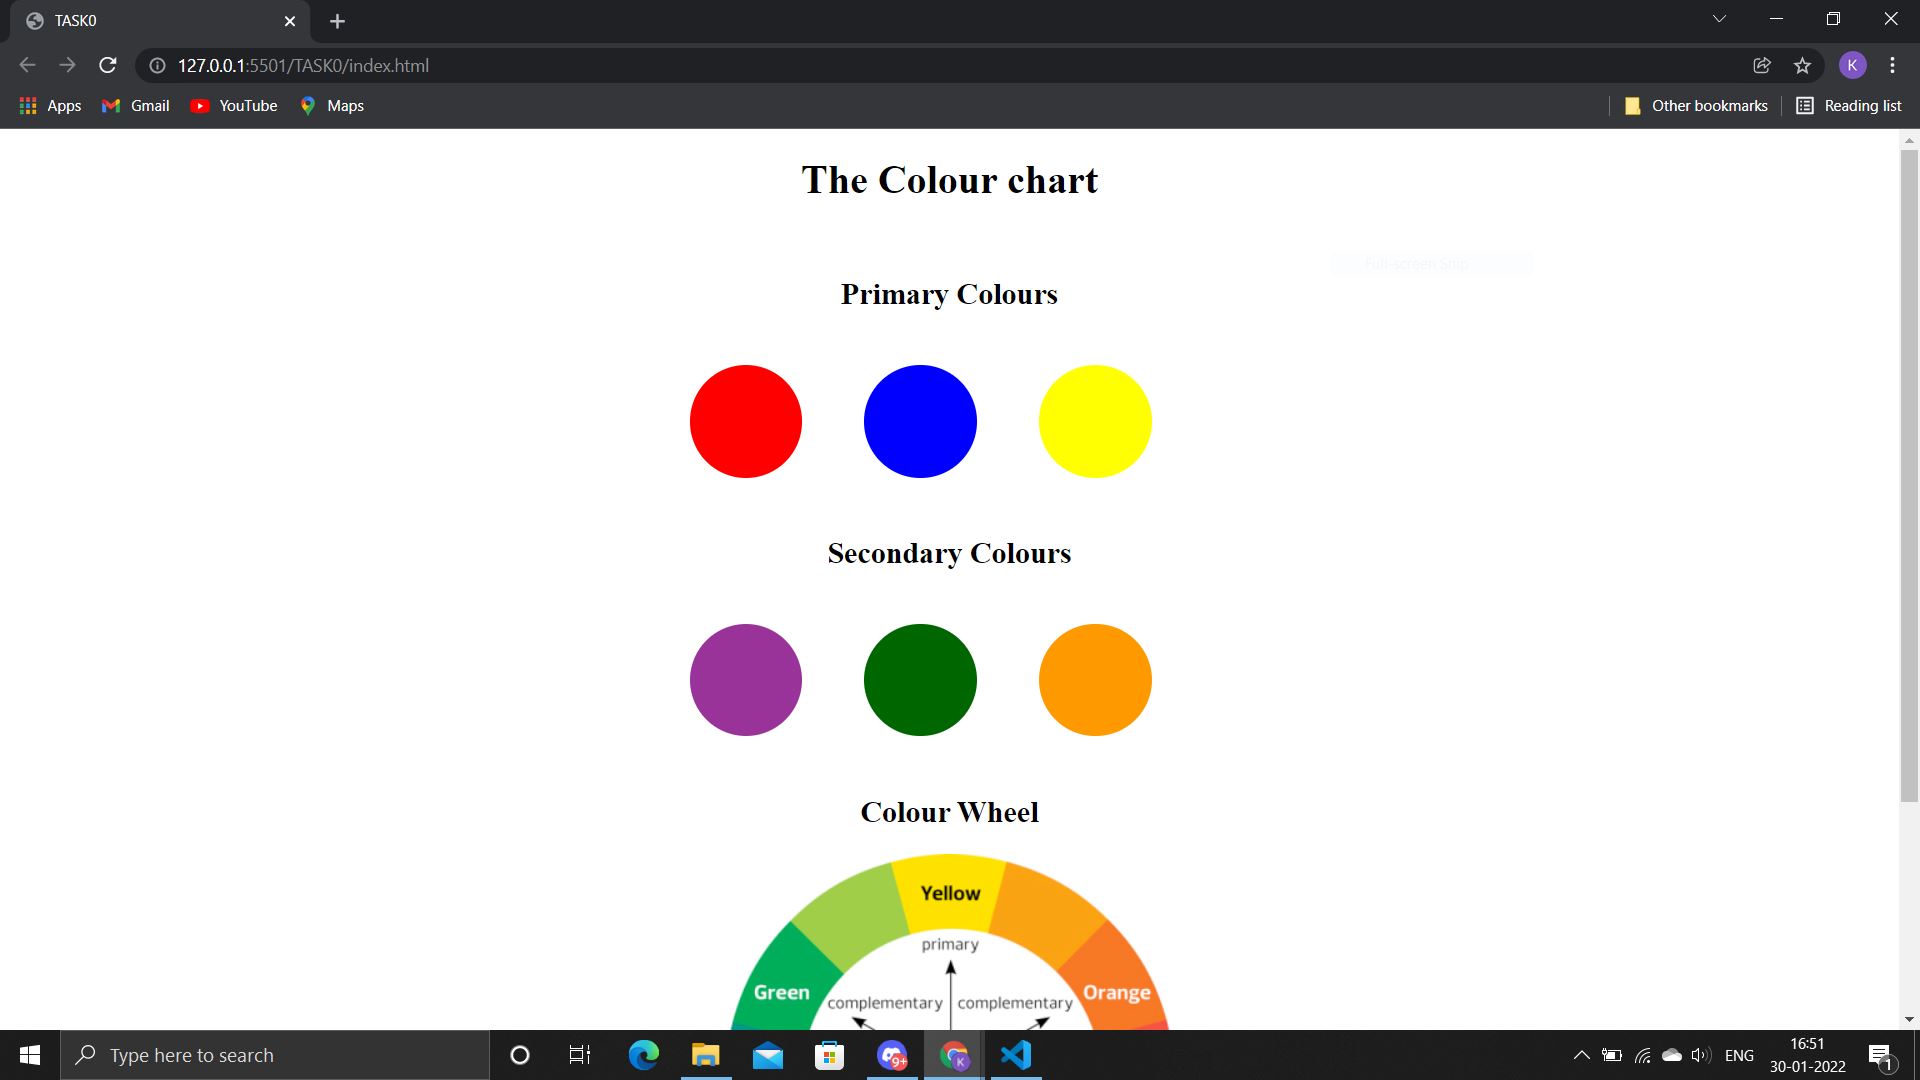 TASK0
127.0.0.1:5501/TASK0/index.html
K
Apps Gmail YouTube Maps Other bookmarks Reading list
The Colour chart
Full-screen Snip
Primary Colours
Secondary Colours
Colour Wheel
Yellow
primary
Green complementary complementary Orange
Type here to search 9+ K ENG 16:51
30-01-2022 1